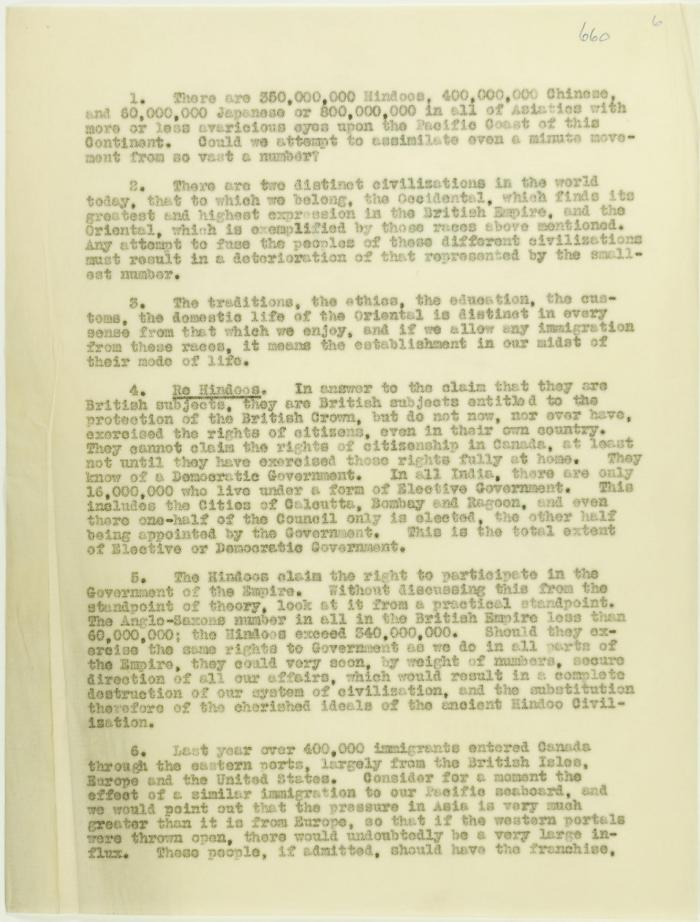 660
6
1. There are 350,000,000 Hindoos, 400,000,000 Chinese,
and 60,000,000 Japanese or 800,000,000 in all of Asiatics with
more or less avaricious eyes upon the Pacific Coast of this
Continent. Could we attempt to assimilate even a minute move-
ment from so vast a number?
2. There are two distinct civilizations in the world
today, that to which we belong, the Occidental, which finds its
greatest and highest expression in the British Empire, and the
Oriental, which is exemplified by those races above mentioned.
Any attempt to fuse the peoples of these different civilizations
must result in a deterioration of that represented by the small-
est number.
3. The traditions, the ethics, the education, the cus-
toms, the domestic life of the Oriental is distinct in every
sense from that which we enjoy, and if we allow any immigration
from these races, it means the establishment in our midst of
their mode of life.
4. Re Hindoos. In answer to the claim that they are
British subjects, they are British subjects entitled to the
protection of the British Crown, but do not now, nor ever have,
exercised the rights of citizens, even in their own country.
They cannot claim the rights of citizenship in Canada, at least
not until they have exercised those rights fully at home. They
know of a Democratic Government. In all India, there are only
16,000,000 who live under a form of Elective Government. This
includes the Cities of Calcutta, Bombay and Ragoon, and even
there one-half of the Council only is elected, the other half
being appointed by the Government. This is the total extent
of Elective or Democratic Government.
5. The Hindoos claim the right to participate in the
Government of the Empire. Without discussing this from the
standpoint of theory, look at it from a practical standpoint.
The Anglo-Saxons number in all in the British Empire less than
60,000,000; the Hindoos exceed 340,000,000. Should they ex-
ercise the same rights to Government as we do in all parts of
the Empire, they could very soon, by weight of numbers, secure
direction of all our affairs, which would result in a complete
destruction of our system of civilization, and the substitution
therefore of the cherished ideals of the ancient Hindoo Civil-
ization.
6. Last year over 400,000 immigrants entered Canada
through the eastern ports, largely from the British Isles,
Europe and the United States. Consider for a moment the
effect of a similar immigration to our Pacific seaboard, and
we would point out that the pressure in Asia is very much
greater than it is from Europe, so that if the western portals
were thrown open, there would undoubtedly be a very large in-
flux. These people, if admitted, should have the franchise,